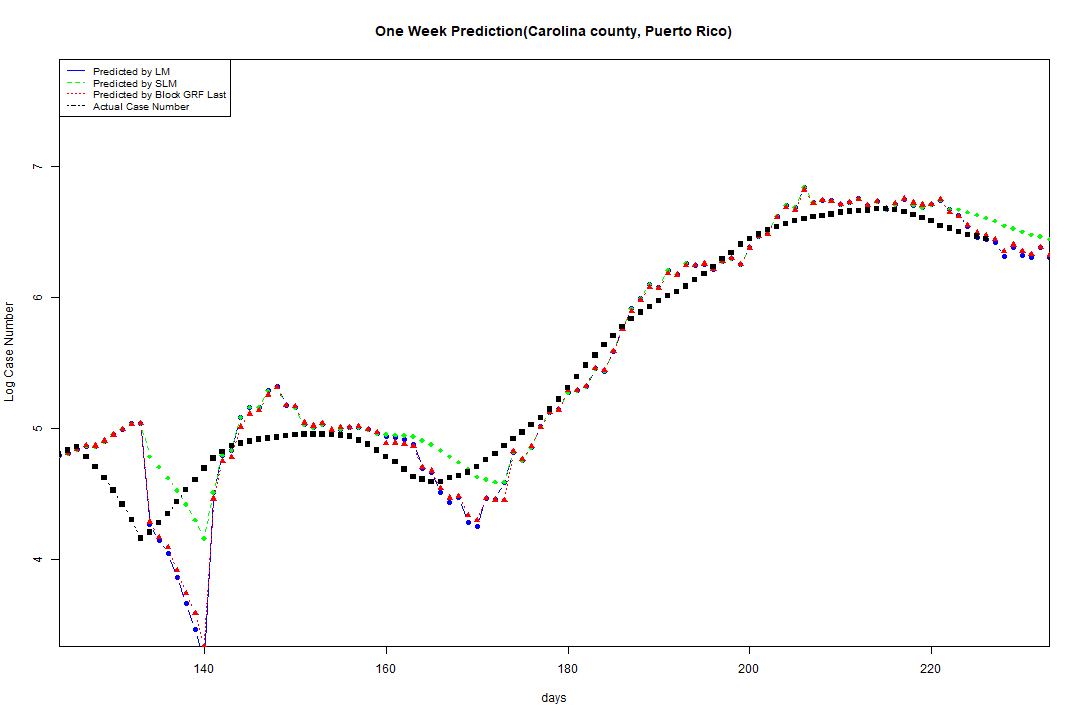 One Week Prediction(Carolina county, Puerto Rico)
Predicted by LM
Predicted by SLM
Predicted by Block GRF Last
Actual Case Number
7
6
5
4
Log Case Number
140 160 180 200 220
days